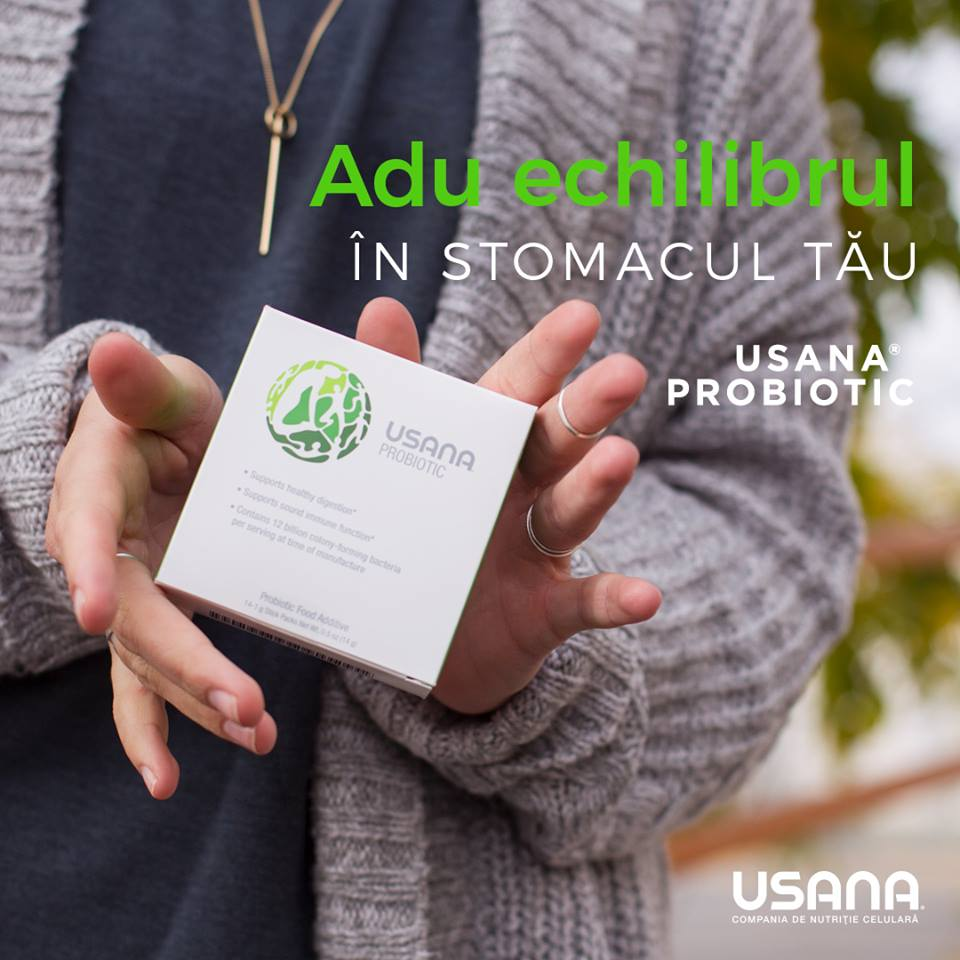 Adu echilibrul
ÎN STOMACUL TĂU
USANA®
PROBIOTIC
USANA
PROBIOTIC
• Supports healthy digestion*
• Supports sound immune function*
• Contains 12 billion colony-forming bacteria
per serving at time of manufacture
Probiotic Food Additive
14-1 g Stick Packs Net Wt. 0.5 oz (14 g)
USANA
COMPANIA DE NUTRIȚIE CELULARĂ